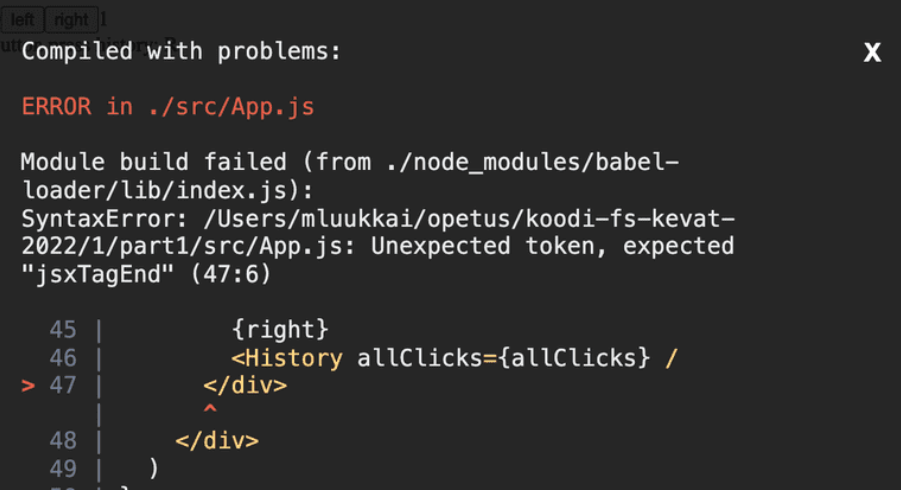 left right 1
Compiled with problems:
X
ERROR in ./src/App.js
Module build failed (from ./node_modules/babel-
loader/lib/index.js):
SyntaxError: /Users/mluukkai/opetus/koodi-fs-kevat-
2022/1/part1/src/App.js: Unexpected token, expected
"jsxTagEnd" (47:6)
45 | {right}
46 | <History allClicks={allClicks} /
> 47 | </div>
| ^
48 | </div>
49 | )